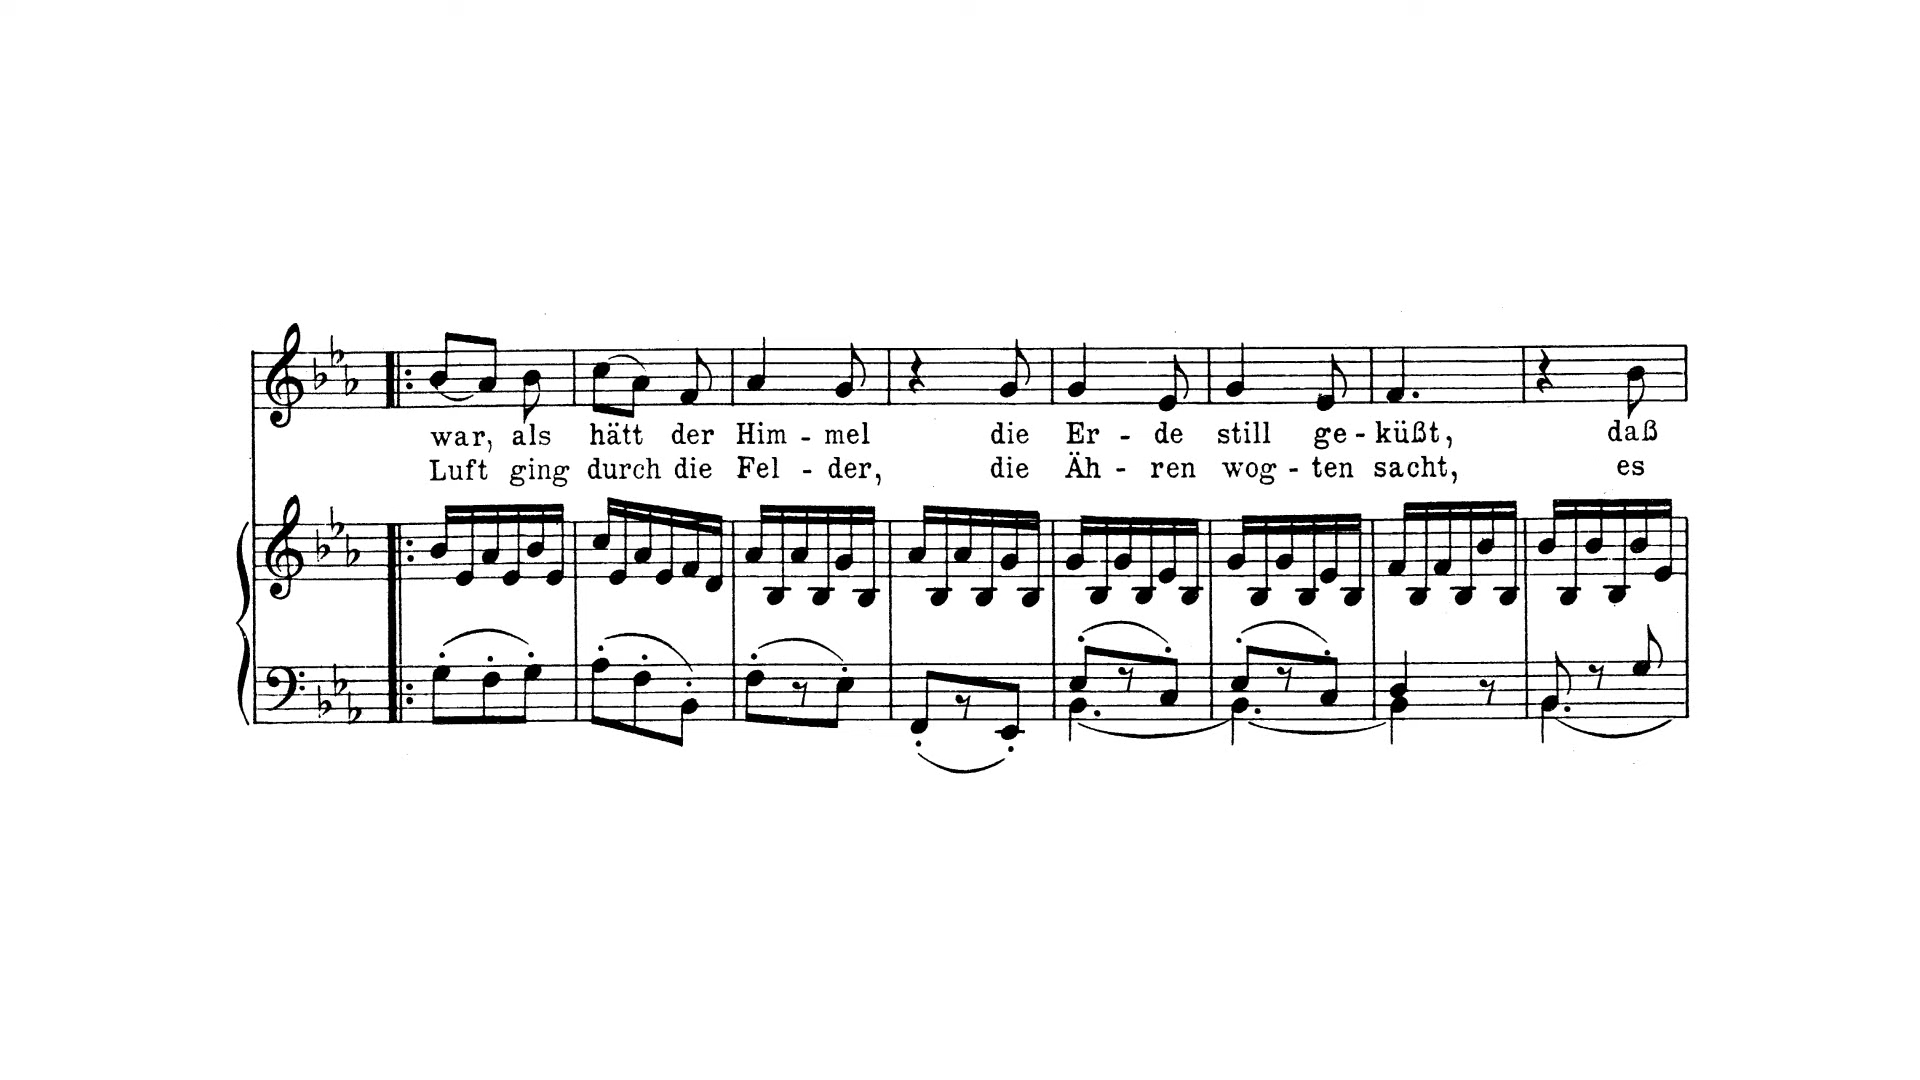 war, als hätt der Him - mel die Er - de still ge - küßt, daß
Luft ging durch die Fel - der, die Äh - ren wog - ten sacht, es